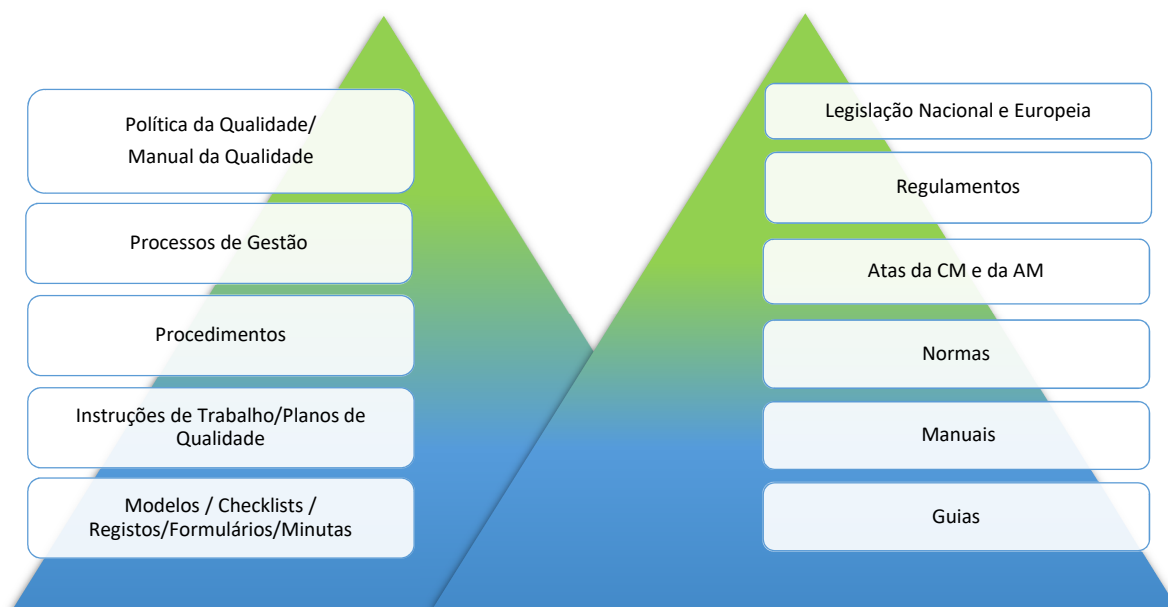 Política da Qualidade/
Manual da Qualidade
Processos de Gestão
Procedimentos
Instruções de Trabalho/Planos de
Qualidade
Modelos / Checklists /
Registos/Formulários/Minutas
Legislação Nacional e Europeia
Regulamentos
Atas da CM e da AM
Normas
Manuais
Guias